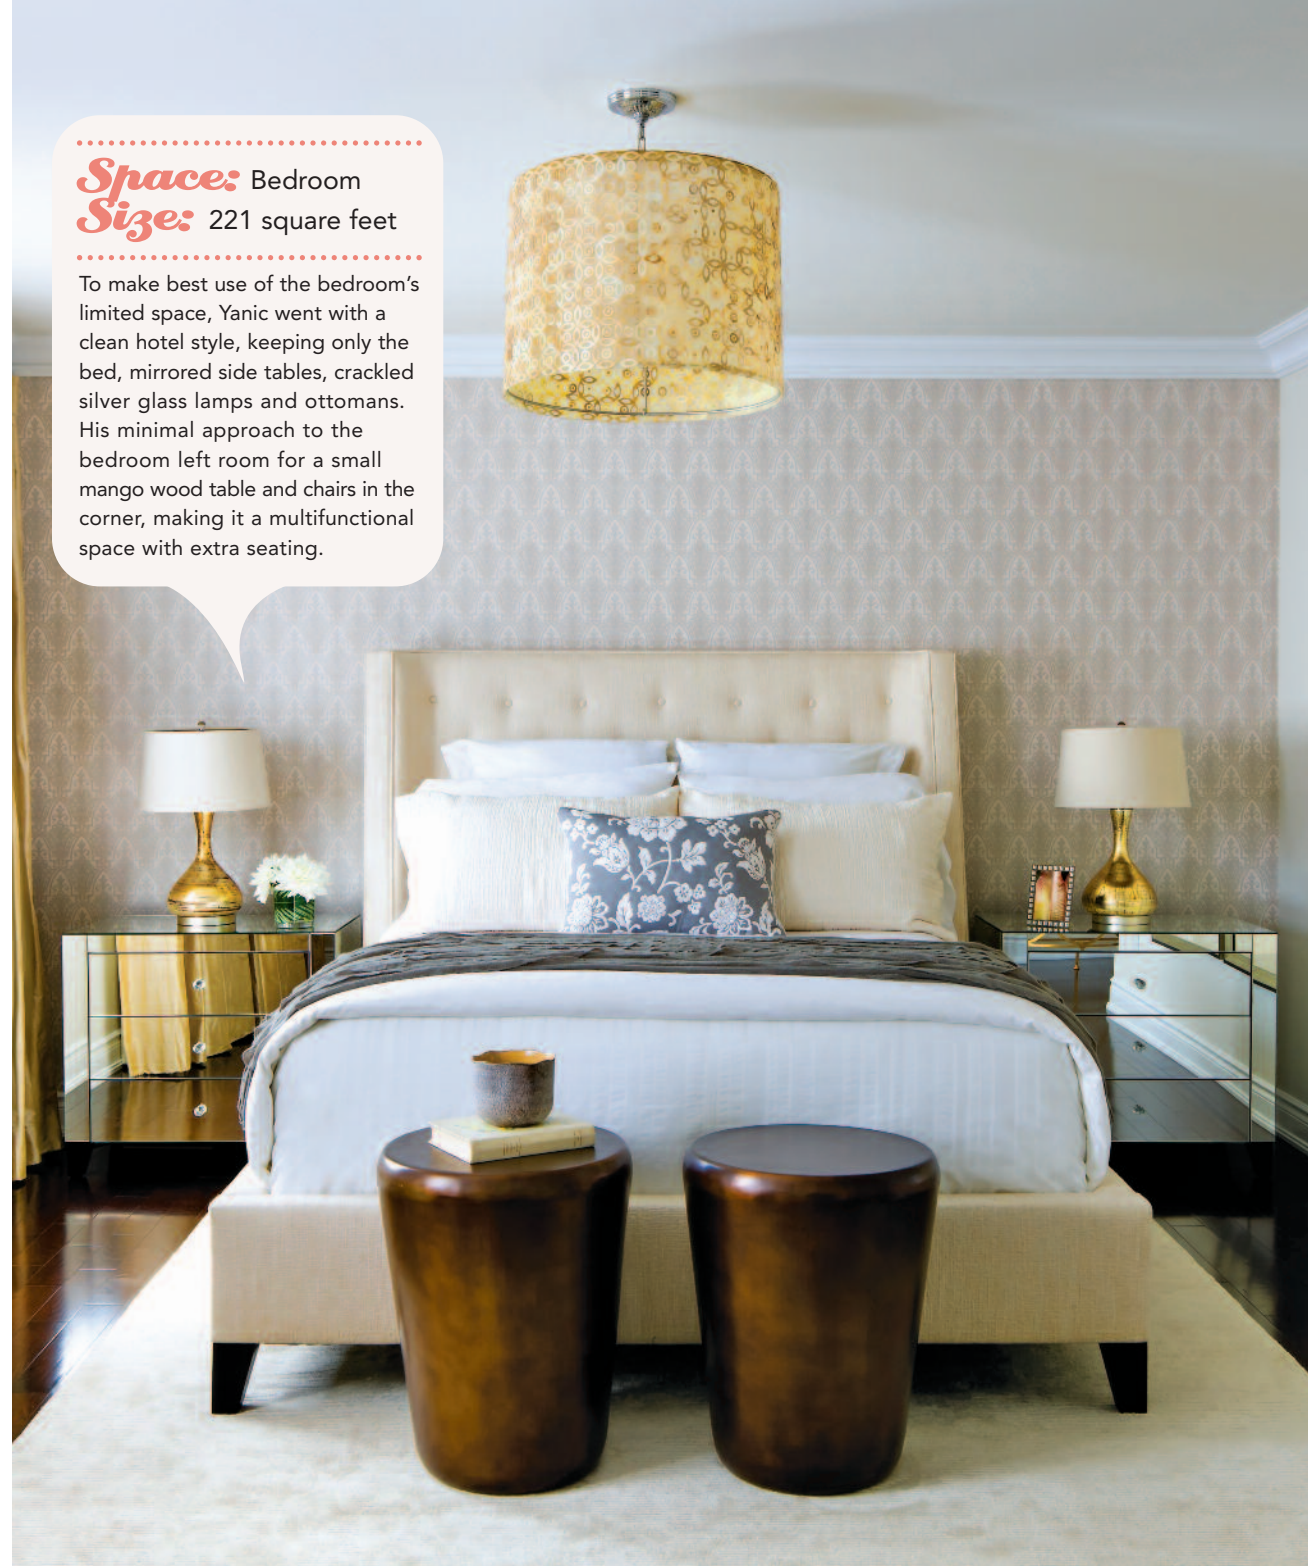 Space: Bedroom
Size: 221 square feet
To make best use of the bedroom's
limited space, Yanic went with a
clean hotel style, keeping only the
bed, mirrored side tables, crackled
silver glass lamps and ottomans.
His minimal approach to the
bedroom left room for a small
mango wood table and chairs in the
corner, making it a multifunctional
space with extra seating.